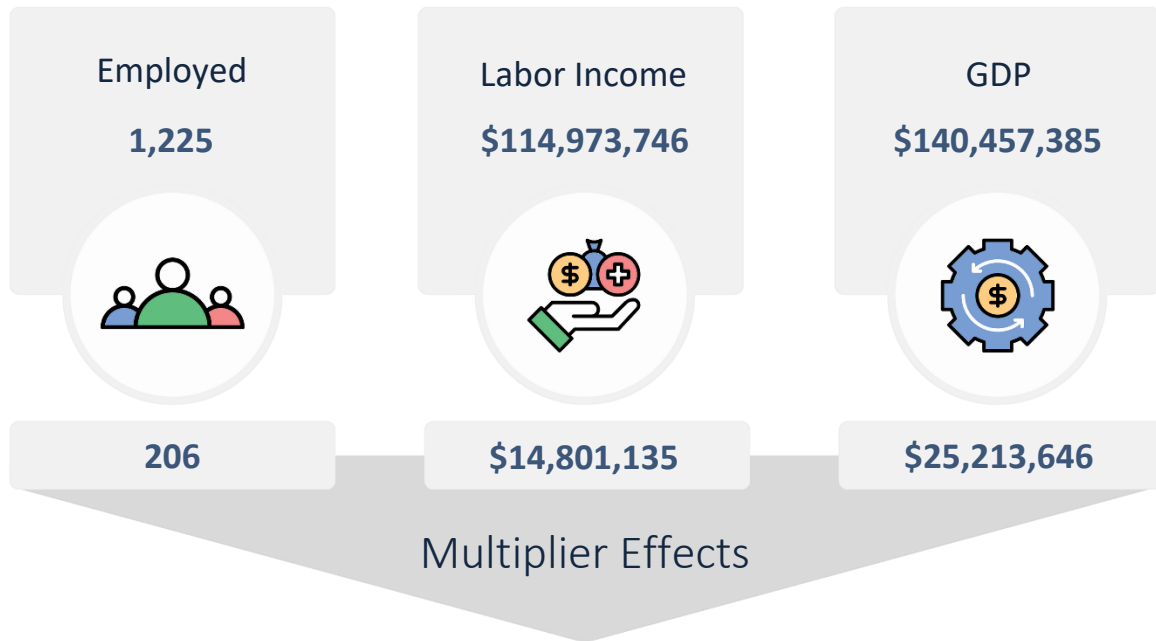 Employed
1,225
Labor Income
$114,973,746
GDP
$140,457,385
$
$
206
$14,801,135
$25,213,646
Multiplier Effects